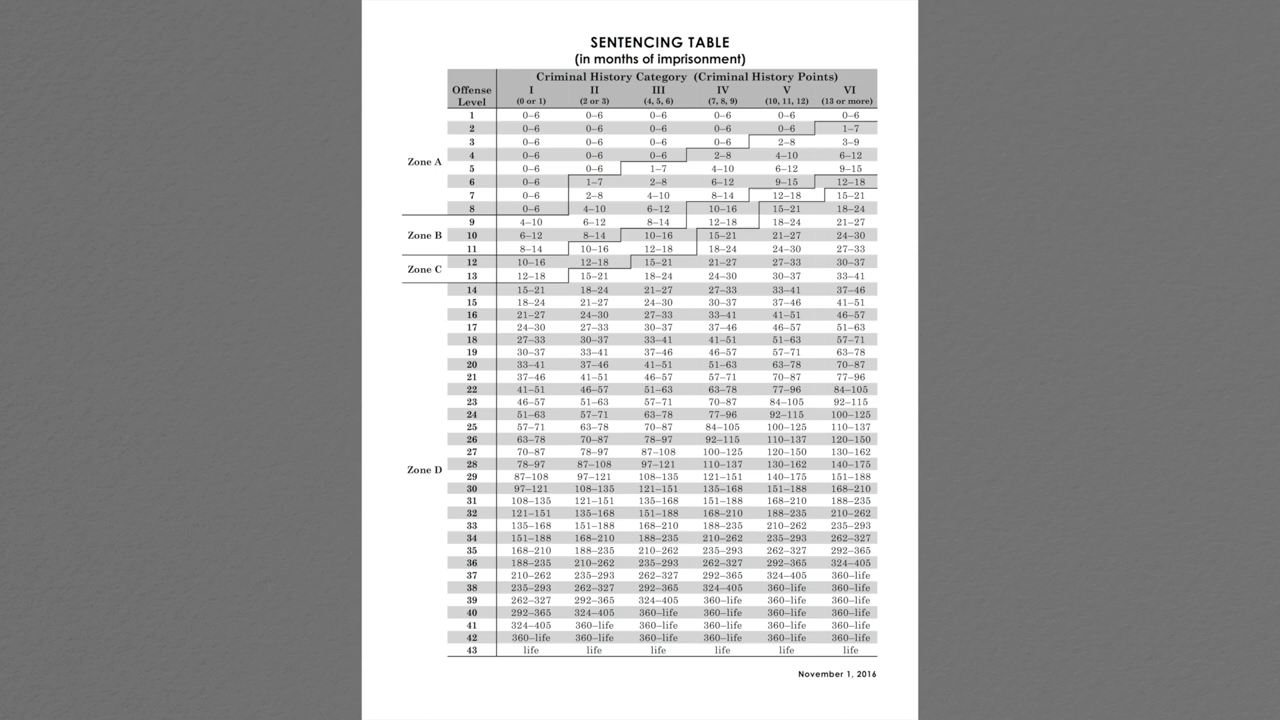 SENTENCING TABLE
(in months of imprisonment)
Criminal History Category (Criminal History Points)
Offense Level I II III IV V VI
(0 or 1) (2 or 3) (4, 5, 6) (7, 8, 9) (10, 11, 12) (13 or more)
1 0–6 0–6 0–6 0–6 0–6 0–6
2 0–6 0–6 0–6 0–6 0–6 1–7
3 0–6 0–6 0–6 0–6 2–8 3–9
4 0–6 0–6 0–6 2–8 4–10 6–12
Zone A
5 0–6 0–6 1–7 4–10 6–12 9–15
6 0–6 1–7 2–8 6–12 9–15 12–18
7 0–6 2–8 4–10 8–14 12–18 15–21
8 0–6 4–10 6–12 10–16 15–21 18–24
9 4–10 6–12 8–14 12–18 18–24 21–27
Zone B 10 6–12 8–14 10–16 15–21 21–27 24–30
11 8–14 10–16 12–18 18–24 24–30 27–33
12 10–16 12–18 15–21 21–27 27–33 30–37
Zone C
13 12–18 15–21 18–24 24–30 30–37 33–41
14 15–21 18–24 21–27 27–33 33–41 37–46
15 18–24 21–27 24–30 30–37 37–46 41–51
16 21–27 24–30 27–33 33–41 41–51 46–57
17 24–30 27–33 30–37 37–46 46–57 51–63
18 27–33 30–37 33–41 41–51 51–63 57–71
19 30–37 33–41 37–46 46–57 57–71 63–78
20 33–41 37–46 41–51 51–63 63–78 70–87
21 37–46 41–51 46–57 57–71 70–87 77–96
22 41–51 46–57 51–63 63–78 77–96 84–105
23 46–57 51–63 57–71 70–87 84–105 92–115
24 51–63 57–71 63–78 77–96 92–115 100–125
25 57–71 63–78 70–87 84–105 100–125 110–137
26 63–78 70–87 78–97 92–115 110–137 120–150
27 70–87 78–97 87–108 100–125 120–150 130–162
28 78–97 87–108 97–121 110–137 130–162 140–175
Zone D
29 87–108 97–121 108–135 121–151 140–175 151–188
30 97–121 108–135 121–151 135–168 151–188 168–210
31 108–135 121–151 135–168 151–188 168–210 188–235
32 121–151 135–168 151–188 168–210 188–235 210–262
33 135–168 151–188 168–210 188–235 210–262 235–293
34 151–188 168–210 188–235 210–262 235–293 262–327
35 168–210 188–235 210–262 235–293 262–327 292–365
36 188–235 210–262 235–293 262–327 292–365 324–405
37 210–262 235–293 262–327 292–365 324–405 360–life
38 235–293 262–327 292–365 324–405 360–life 360–life
39 262–327 292–365 324–405 360–life 360–life 360–life
40 292–365 324–405 360–life 360–life 360–life 360–life
41 324–405 360–life 360–life 360–life 360–life 360–life
42 360–life 360–life 360–life 360–life 360–life 360–life
43 life life life life life life
November 1, 2016